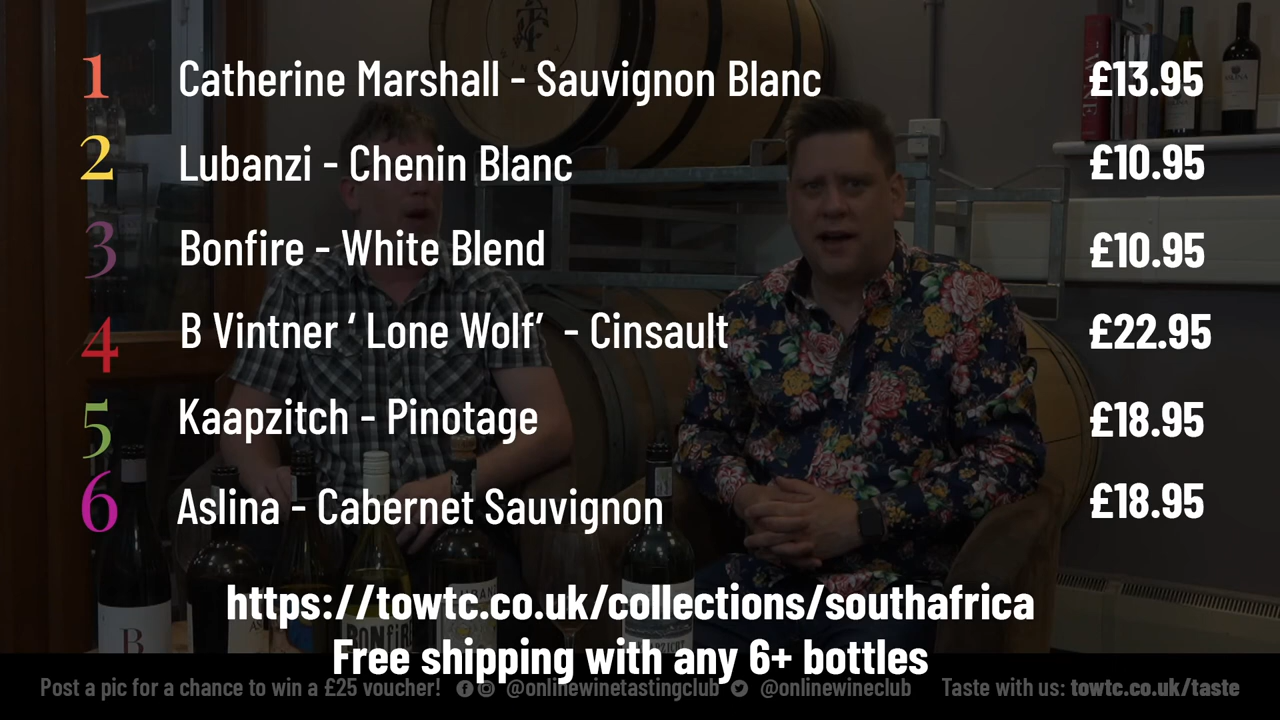 1 Catherine Marshall - Sauvignon Blanc £13.95
2 Lubanzi - Chenin Blanc £10.95
3 Bonfire - White Blend £10.95
4 B Vintner ‘ Lone Wolf’ - Cinsault £22.95
5 Kaapzitch - Pinotage £18.95
6 Aslina - Cabernet Sauvignon £18.95
https://towtc.co.uk/collections/southafrica
Free shipping with any 6+ bottles
Post a pic for a chance to win a £25 voucher! @onlinewinetastingclub @onlinewineclub Taste with us: towtc.co.uk/taste
WINE
B
BONFIRE